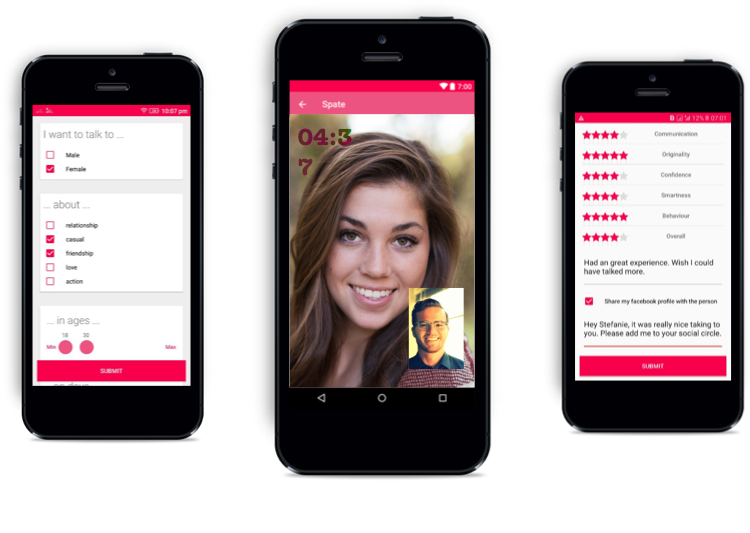 10:07 pm
I want to talk to ...
Male
Female
... about ...
relationship
casual
friendship
love
action
... in ages ...
18 30
Min Max
SUBMIT
7:00
Spate
04:3
7
12% 07:01
Communication
Originality
Confidence
Smartness
Behaviour
Overall
Had an great experience. Wish I could
have talked more.
Share my facebook profile with the person
Hey Stefanie, it was really nice taking to
you. Please add me to your social circle.
SUBMIT